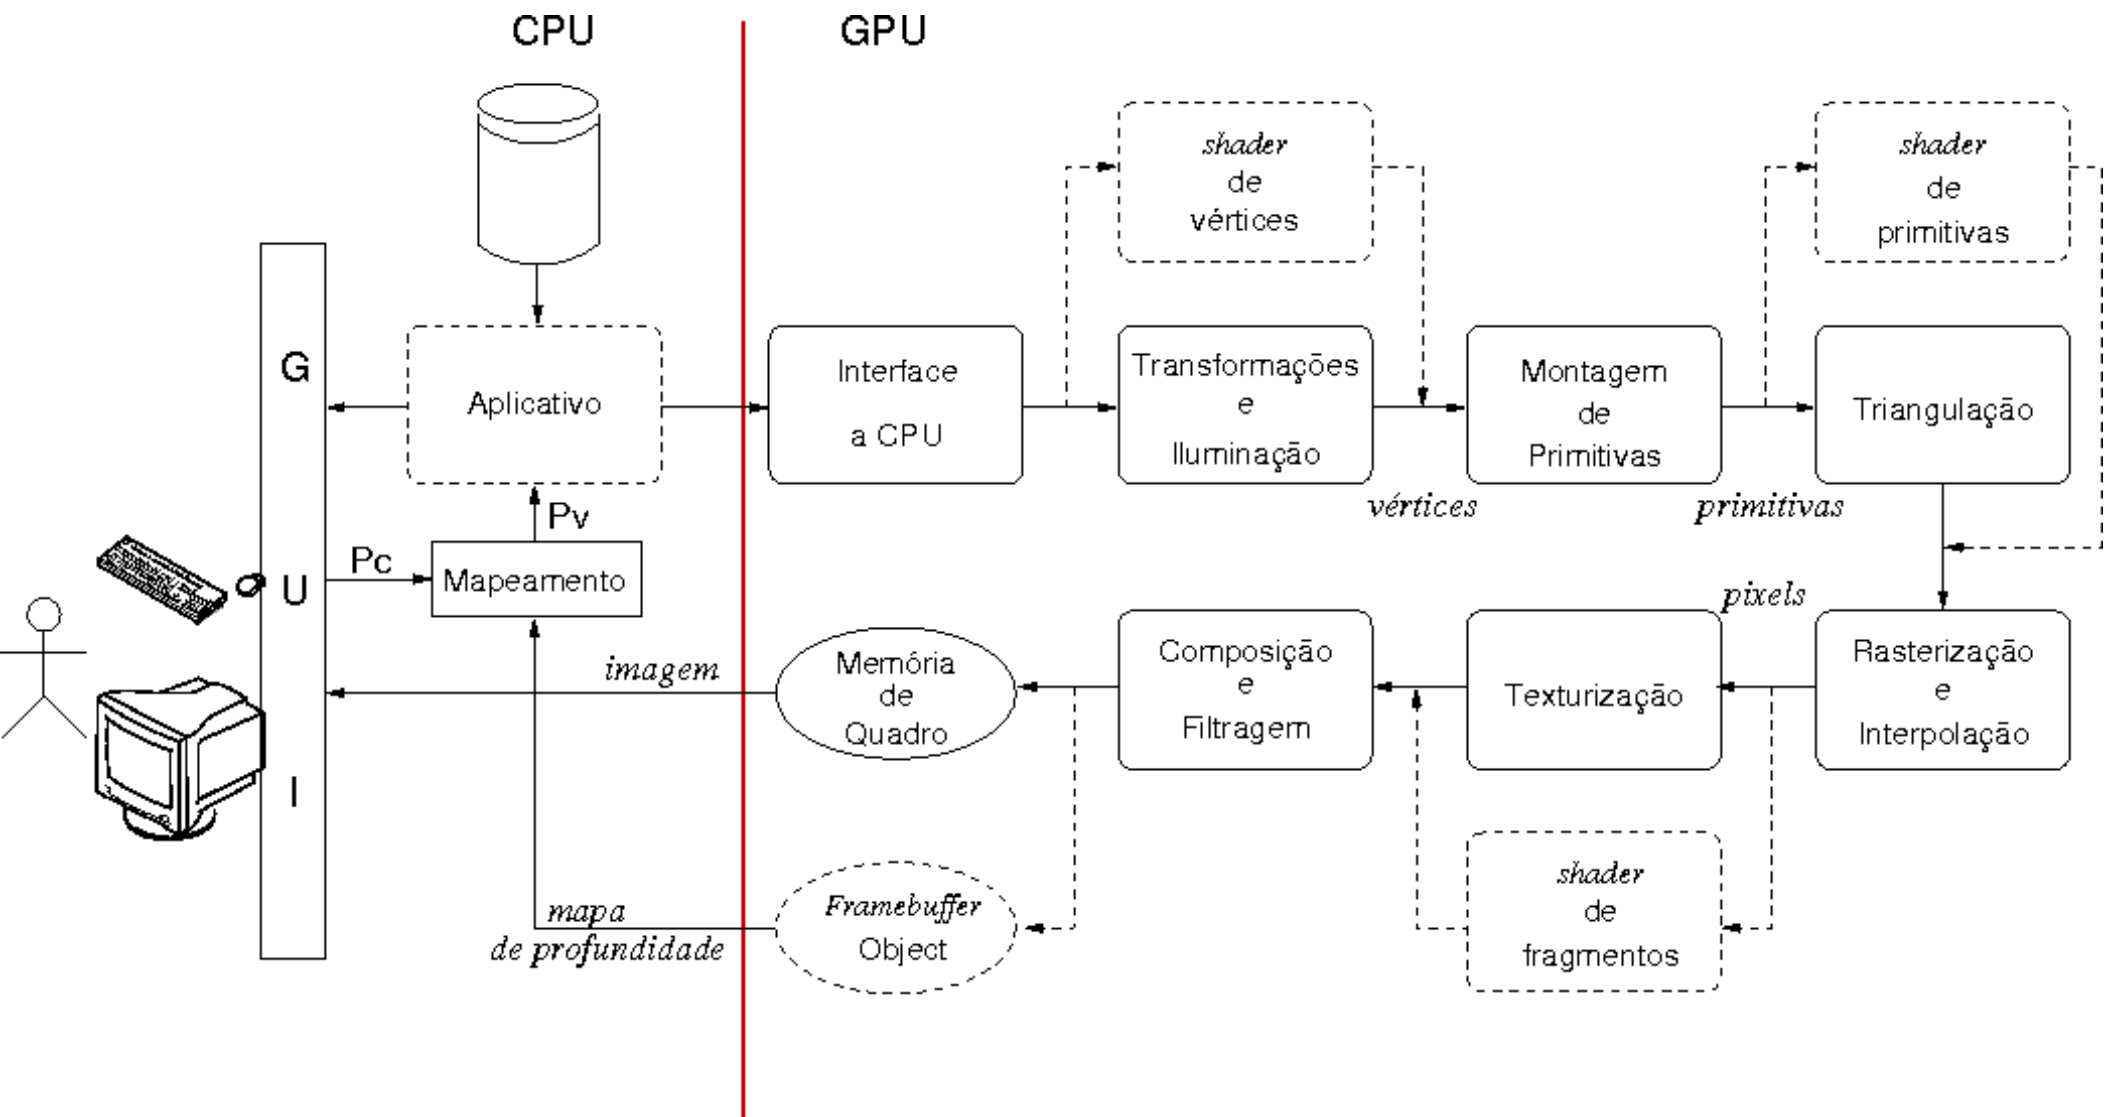 CPU
GPU
shader
de
vértices
shader
de
primitivas
G
U
I
Aplicativo
Interface
a CPU
Transformações
e
Iluminação
Montagem
de
Primitivas
Triangulação
vértices
primitivas
Pv
Pc
Mapeamento
pixels
imagem
Memória
de
Quadro
Composição
e
Filtragem
Texturização
Rasterização
e
Interpolação
mapa
de profundidade
Framebuffer
Object
shader
de
fragmentos